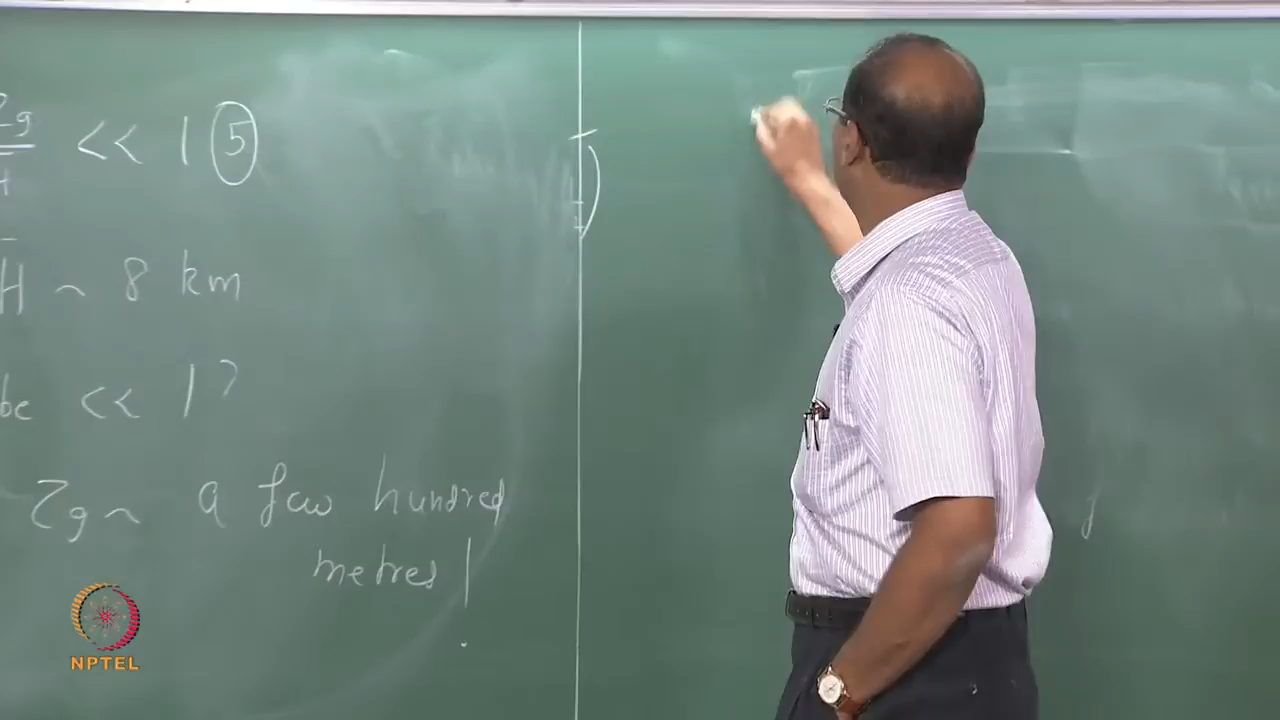 << 1 5
H ~ 8 km
be << 1?
Zg ~ a few hundred
metres
NPTEL